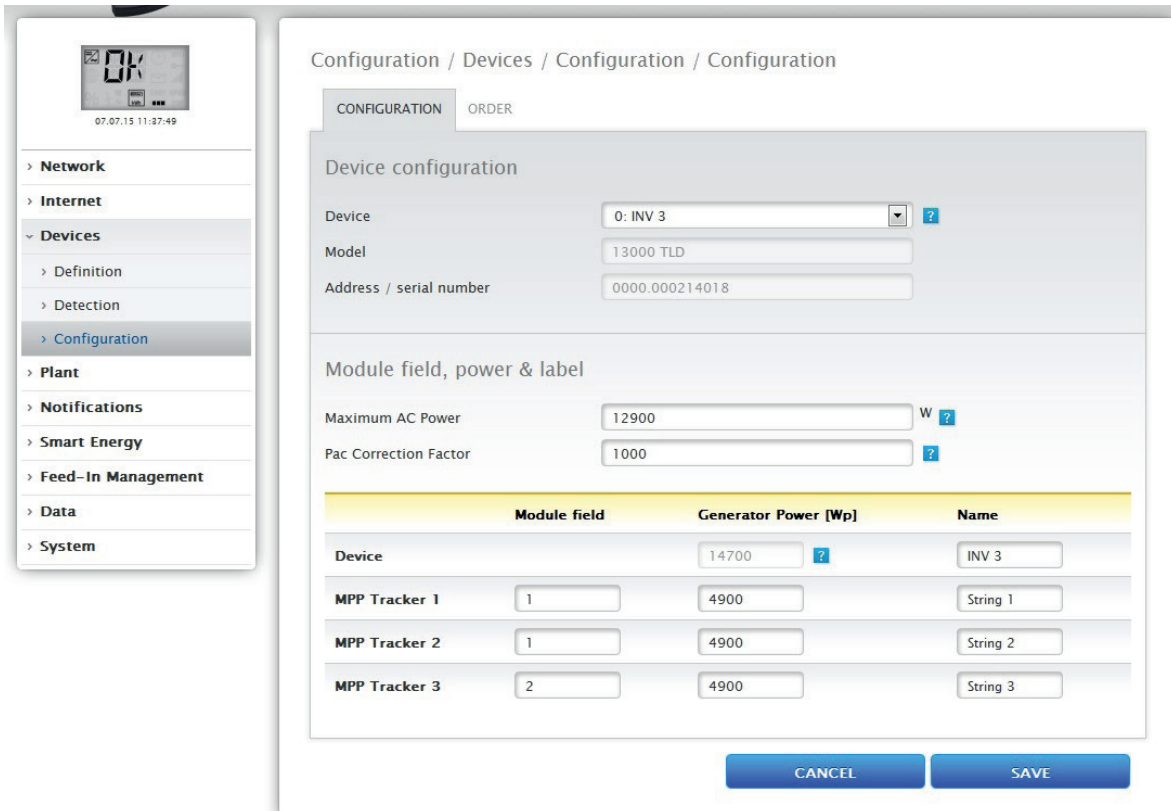 OK
kWh
07.07.15 11:37:49
› Network
› Internet
Devices
› Definition
› Detection
› Configuration
› Plant
› Notifications
› Smart Energy
› Feed-In Management
› Data
› System
Configuration / Devices / Configuration / Configuration
CONFIGURATION ORDER
Device configuration
Device 0: INV 3 ?
Model 13000 TLD
Address / serial number 0000.000214018
Module field, power & label
Maximum AC Power 12900 W ?
Pac Correction Factor 1000 ?
Module field Generator Power [Wp] Name
Device 14700 ? INV 3
MPP Tracker 1 1 4900 String 1
MPP Tracker 2 1 4900 String 2
MPP Tracker 3 2 4900 String 3
CANCEL SAVE